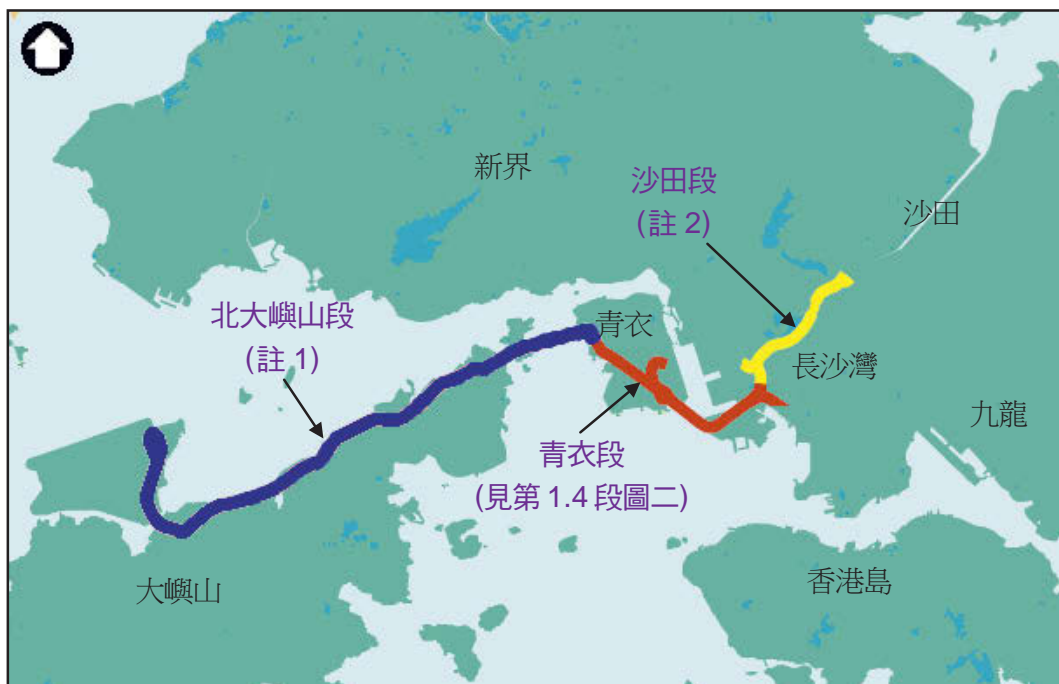 新界
沙田段
(註 2)
沙田
北大嶼山段
(註 1)
青衣
長沙灣
九龍
青衣段
(見第 1.4 段圖二)
大嶼山
香港島